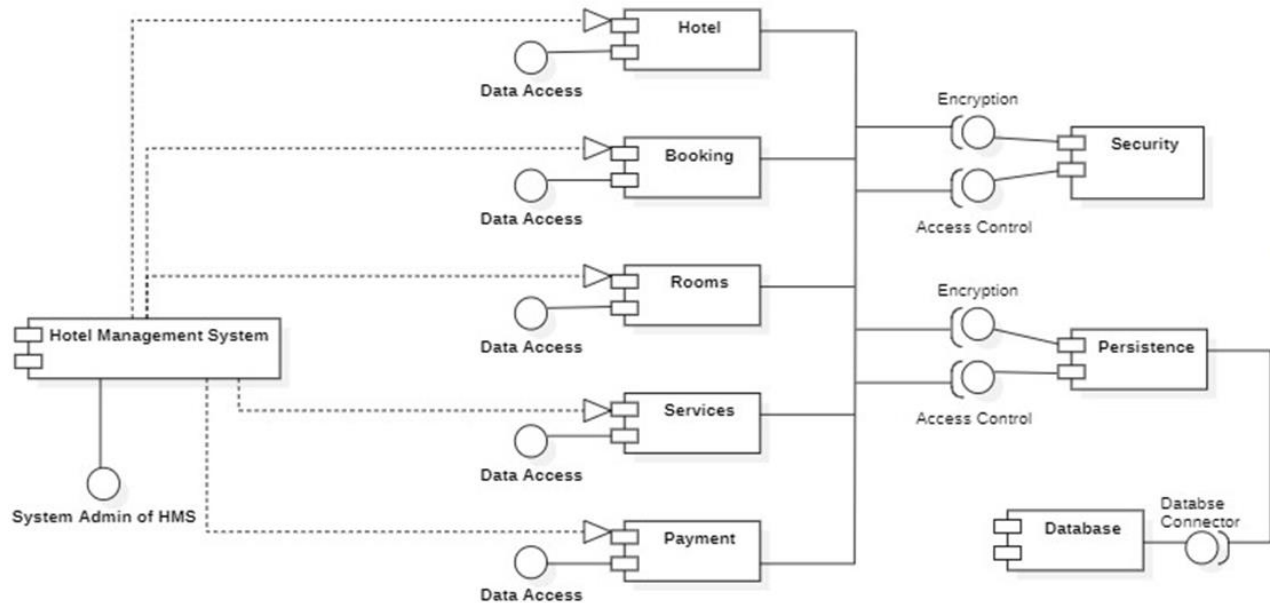 Hotel
Data Access
Encryption
Booking
Security
Data Access
Access Control
Rooms
Encryption
Hotel Management System
Data Access
Persistence
Services
Access Control
Data Access
System Admin of HMS
Payment
Database
Databse
Connector
Data Access